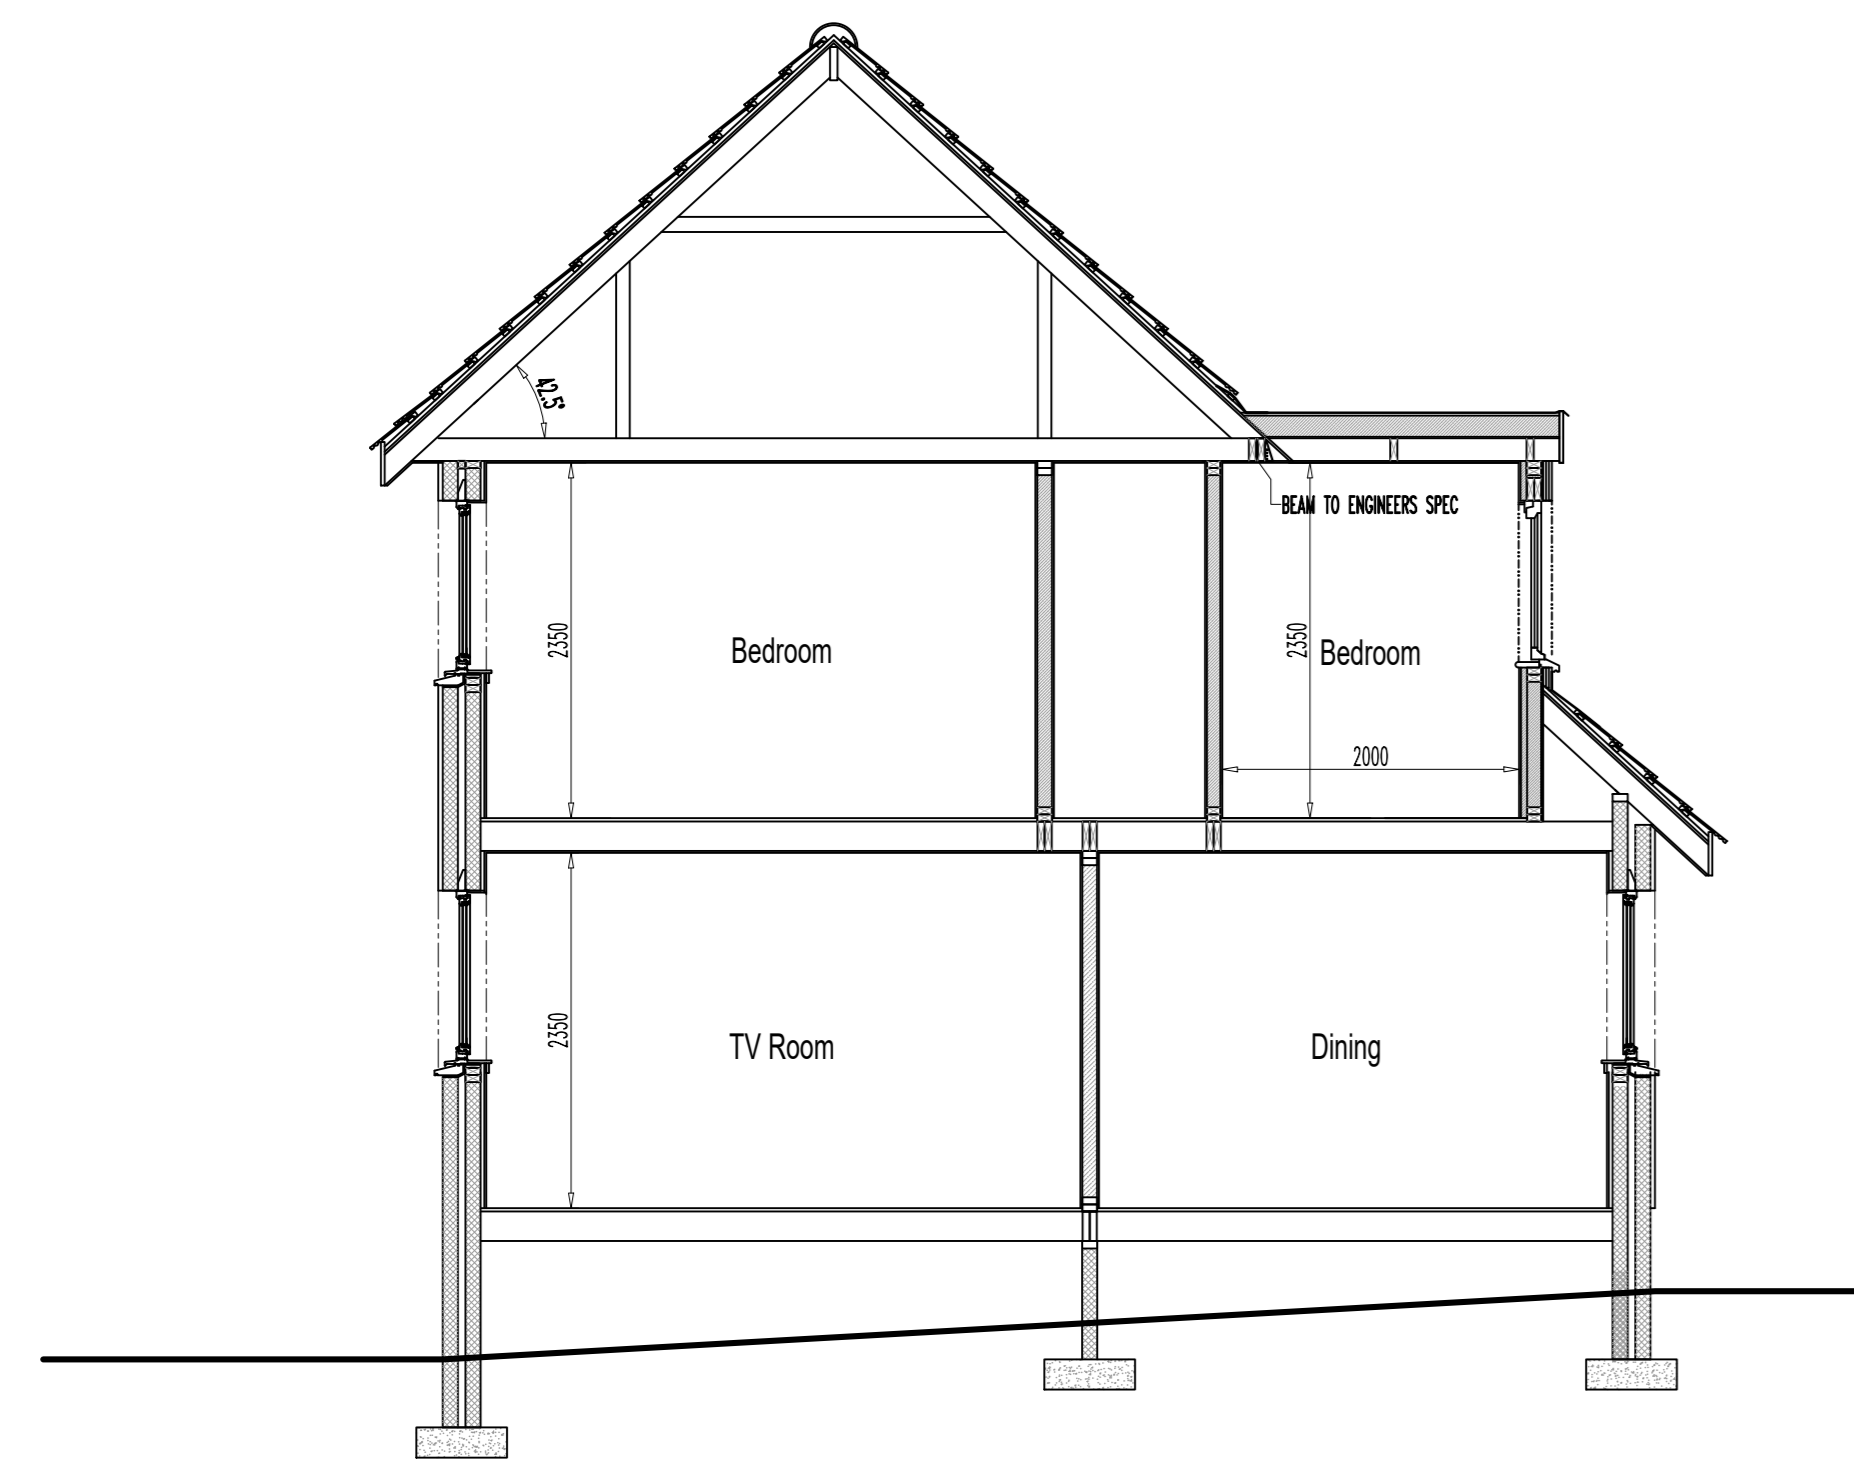 42.5°
BEAM TO ENGINEERS SPEC
2350
Bedroom
2350
Bedroom
2000
2350
TV Room
Dining